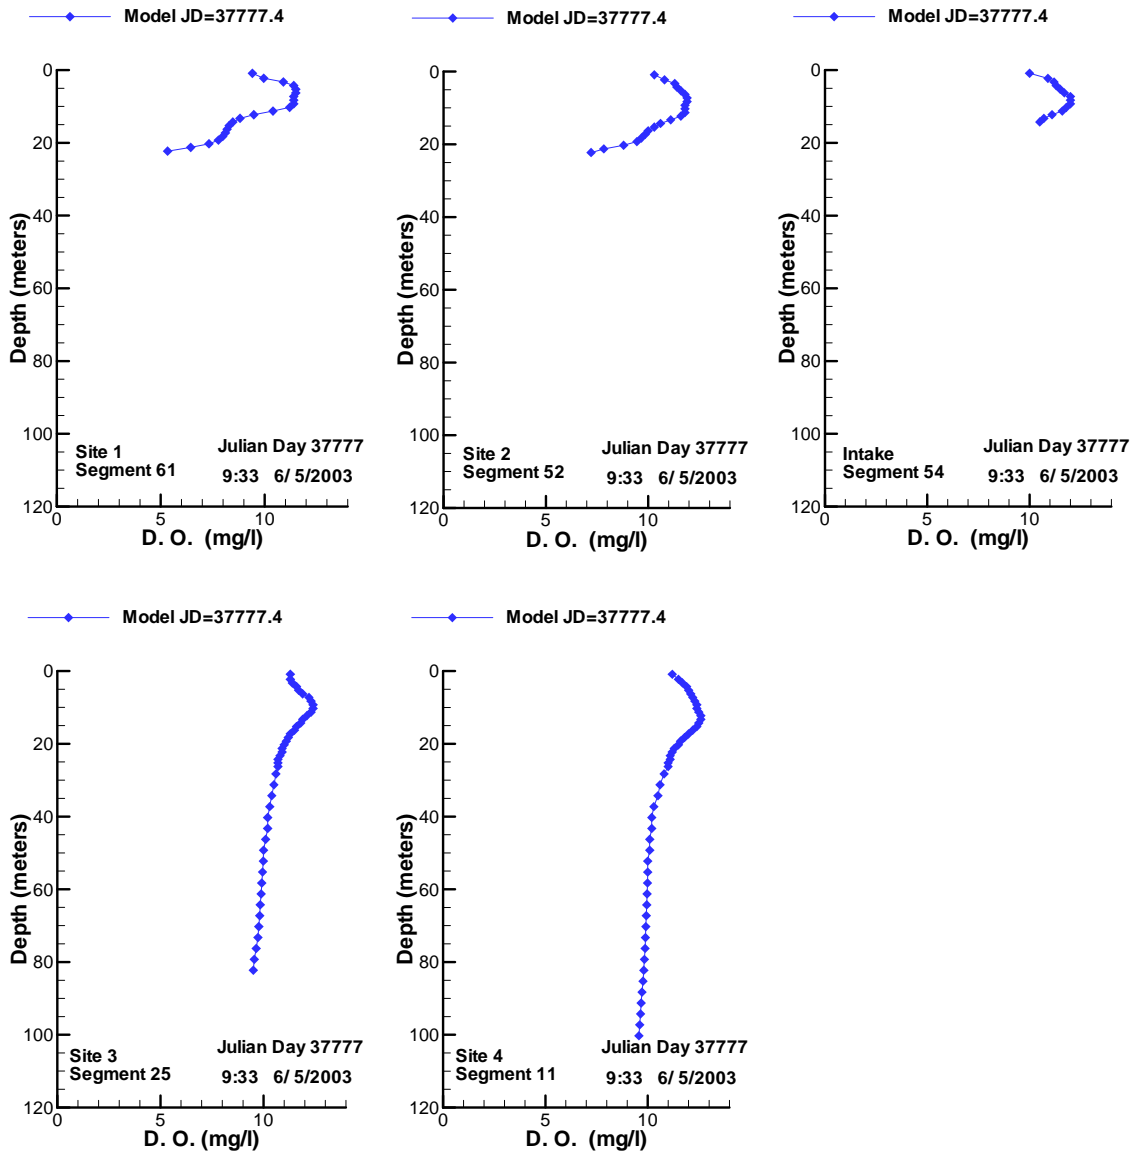 Model JD=37777.4
Model JD=37777.4
Model JD=37777.4
0
20
40
60
80
100
120
Depth (meters)
Site 1
Segment 61
Julian Day 37777
9:33 6/ 5/2003
0 5 10
D. O. (mg/l)
0
20
40
60
80
100
120
Depth (meters)
Site 2
Segment 52
Julian Day 37777
9:33 6/ 5/2003
0 5 10
D. O. (mg/l)
0
20
40
60
80
100
120
Depth (meters)
Intake
Segment 54
Julian Day 37777
9:33 6/ 5/2003
0 5 10
D. O. (mg/l)
Model JD=37777.4
Model JD=37777.4
0
20
40
60
80
100
120
Depth (meters)
Site 3
Segment 25
Julian Day 37777
9:33 6/ 5/2003
0 5 10
D. O. (mg/l)
0
20
40
60
80
100
120
Depth (meters)
Site 4
Segment 11
Julian Day 37777
9:33 6/ 5/2003
0 5 10
D. O. (mg/l)